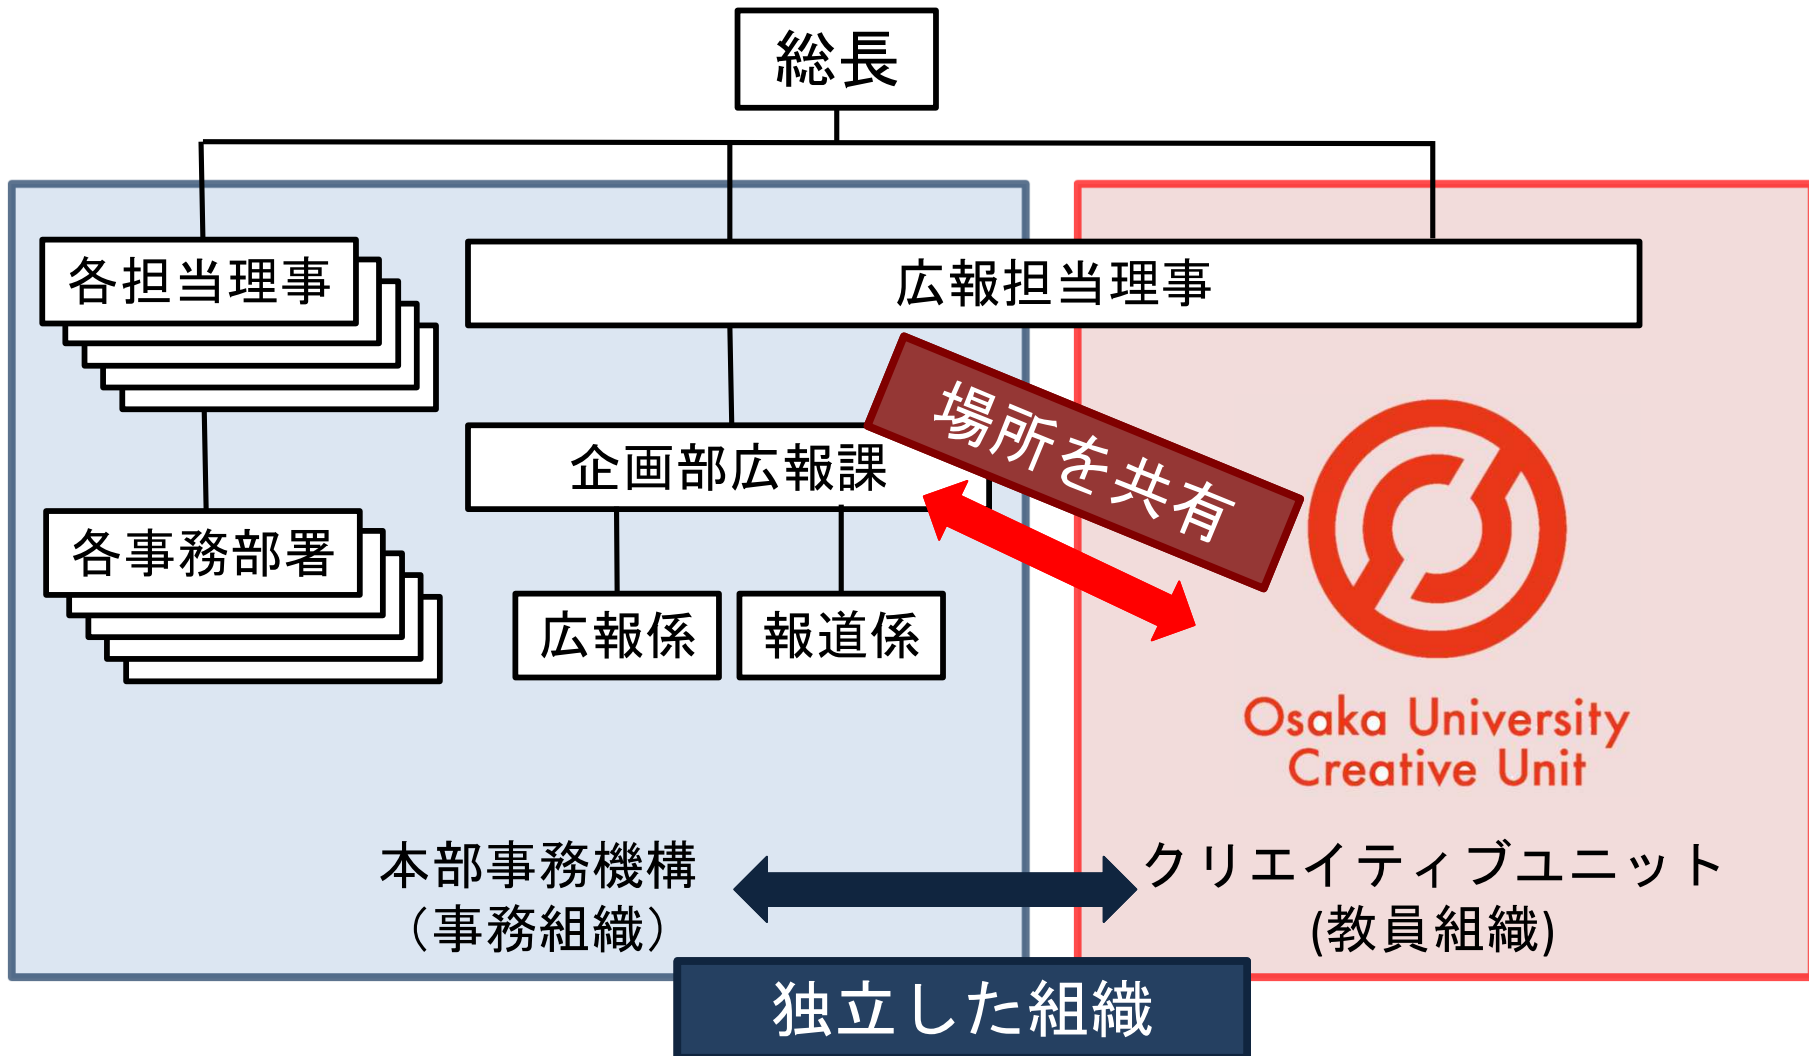 総長
各担当理事
広報担当理事
場所を共有
企画部広報課
各事務部署
広報係
報道係
Osaka University
Creative Unit
本部事務機構
（事務組織）
クリエイティブユニット
(教員組織)
独立した組織